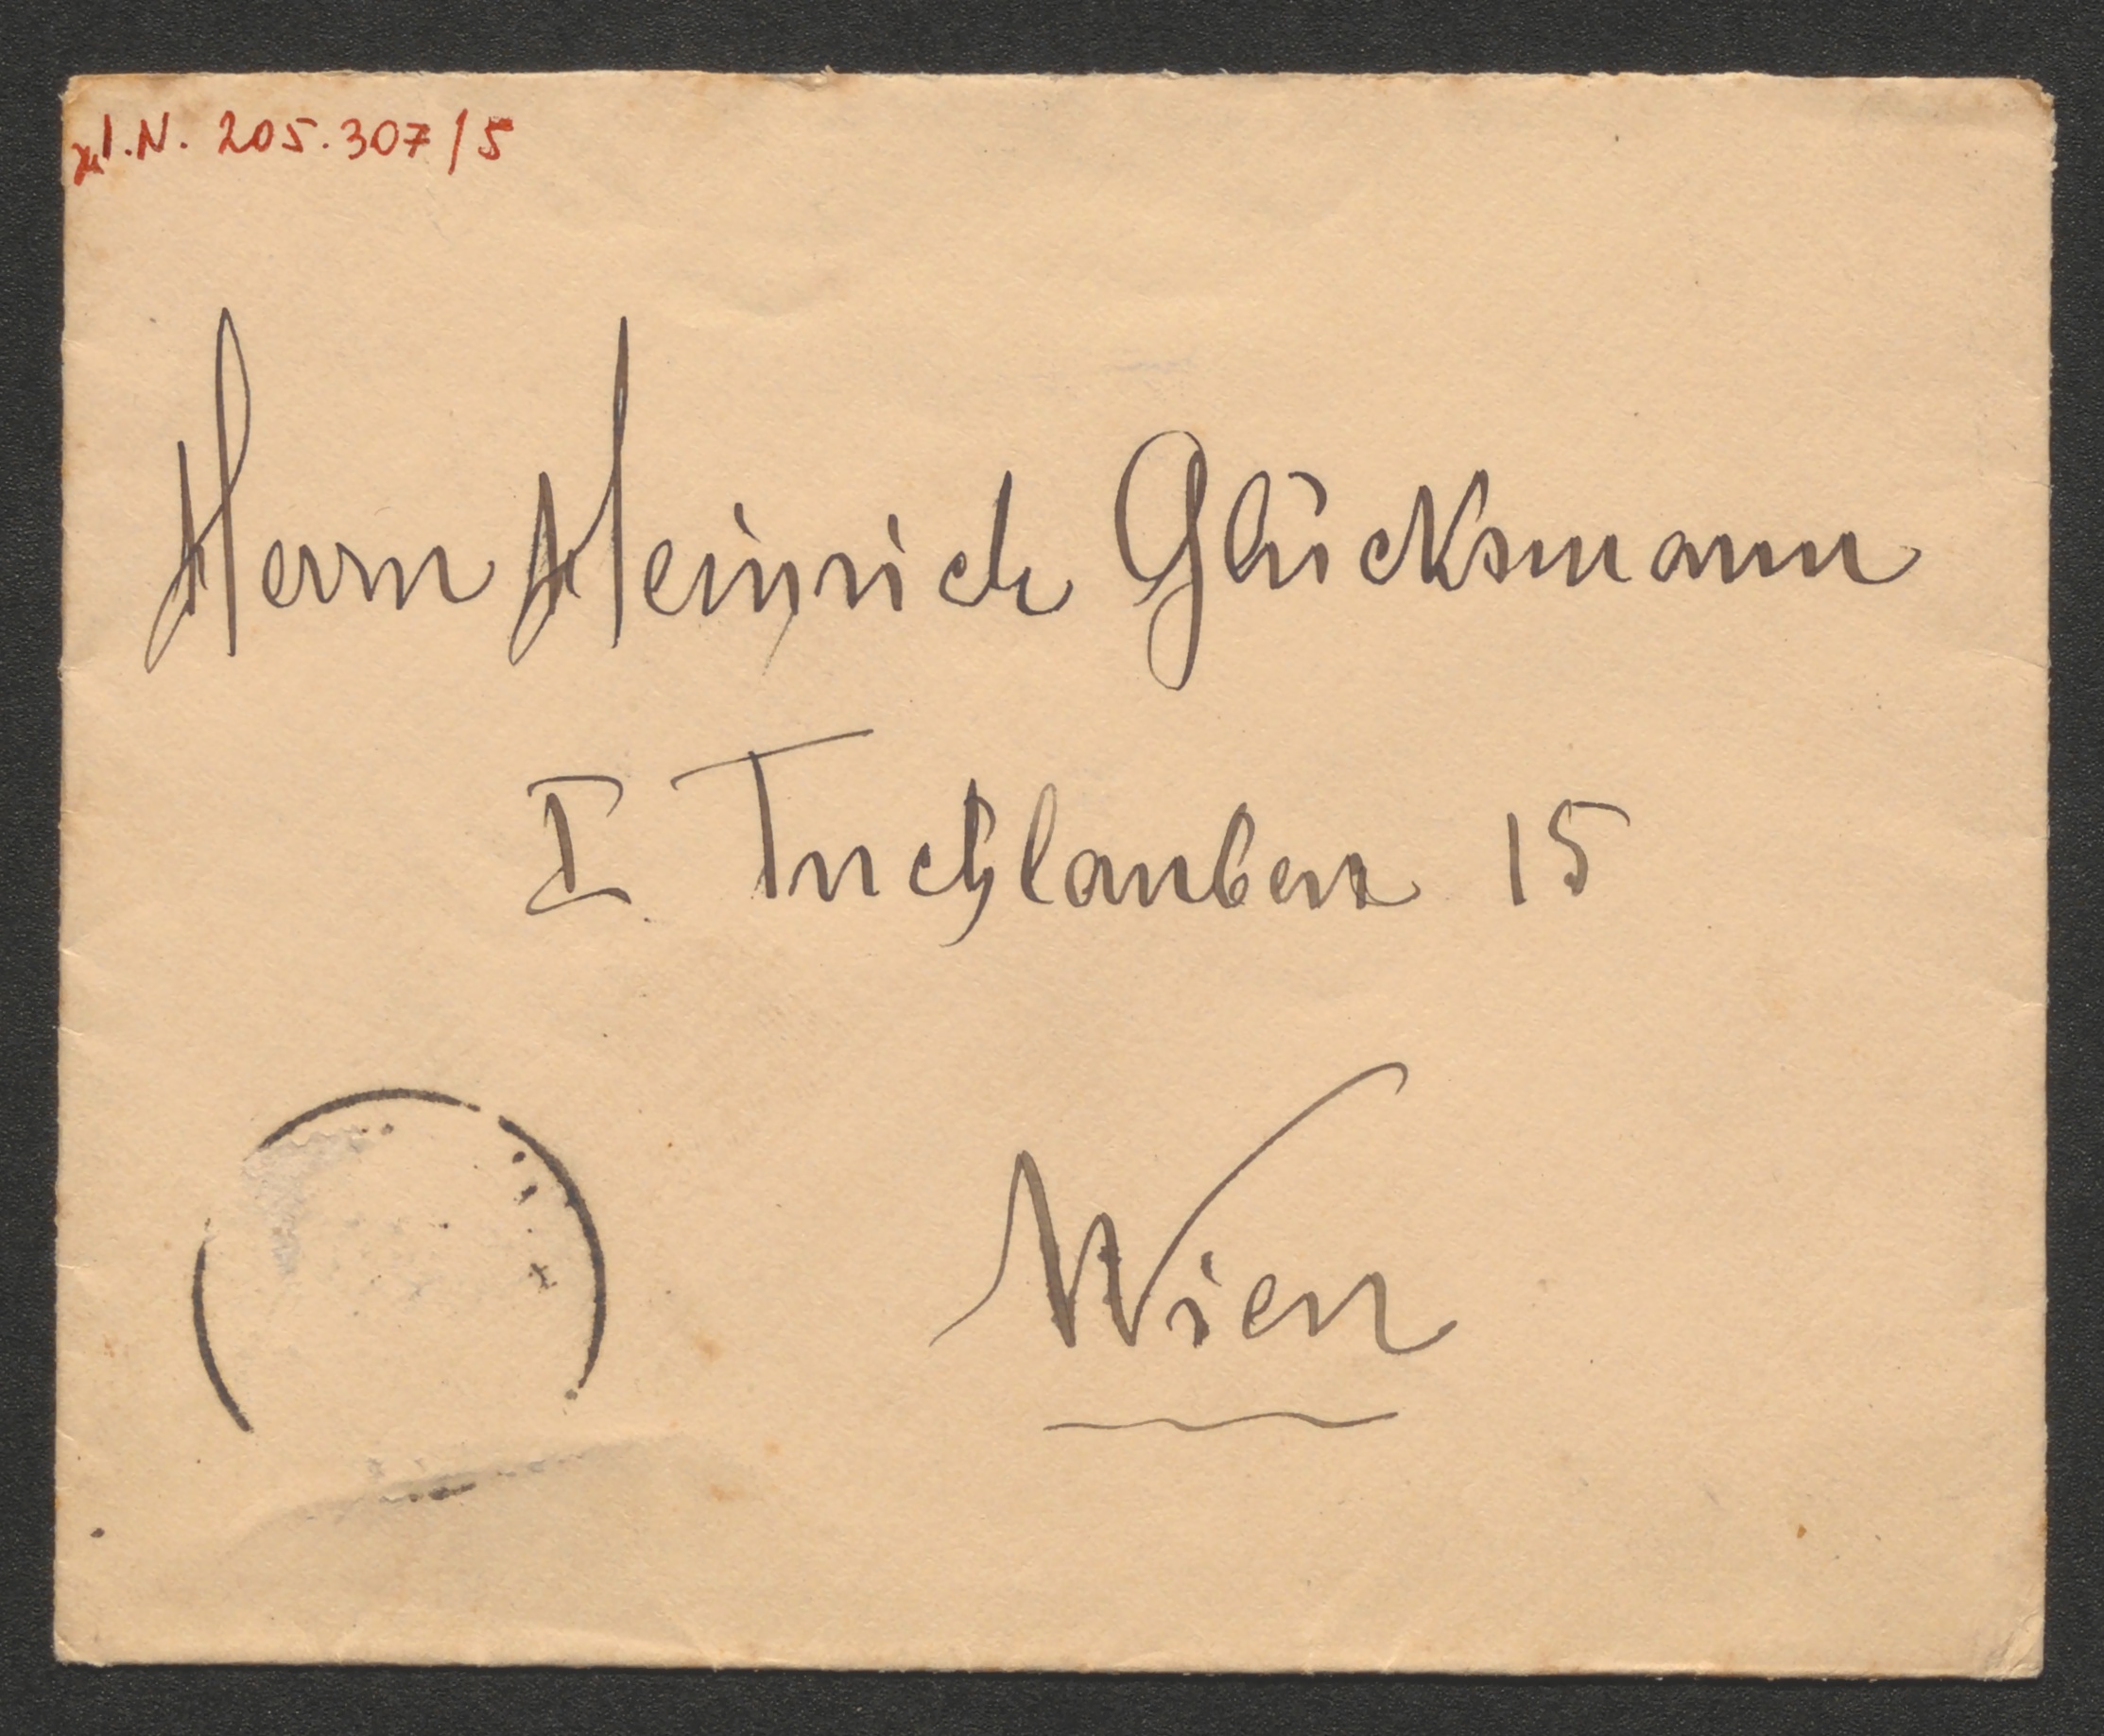 zu I.N. 205.307/5
Herrn Heinrich Glücksmann
I. Tuchlauben 15
Wien